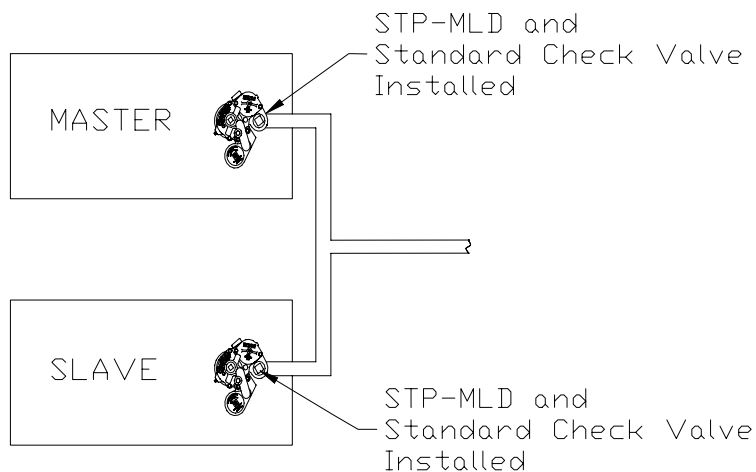 STP-MLD and
Standard Check Valve
Installed
MASTER
SLAVE
STP-MLD and
Standard Check Valve
Installed